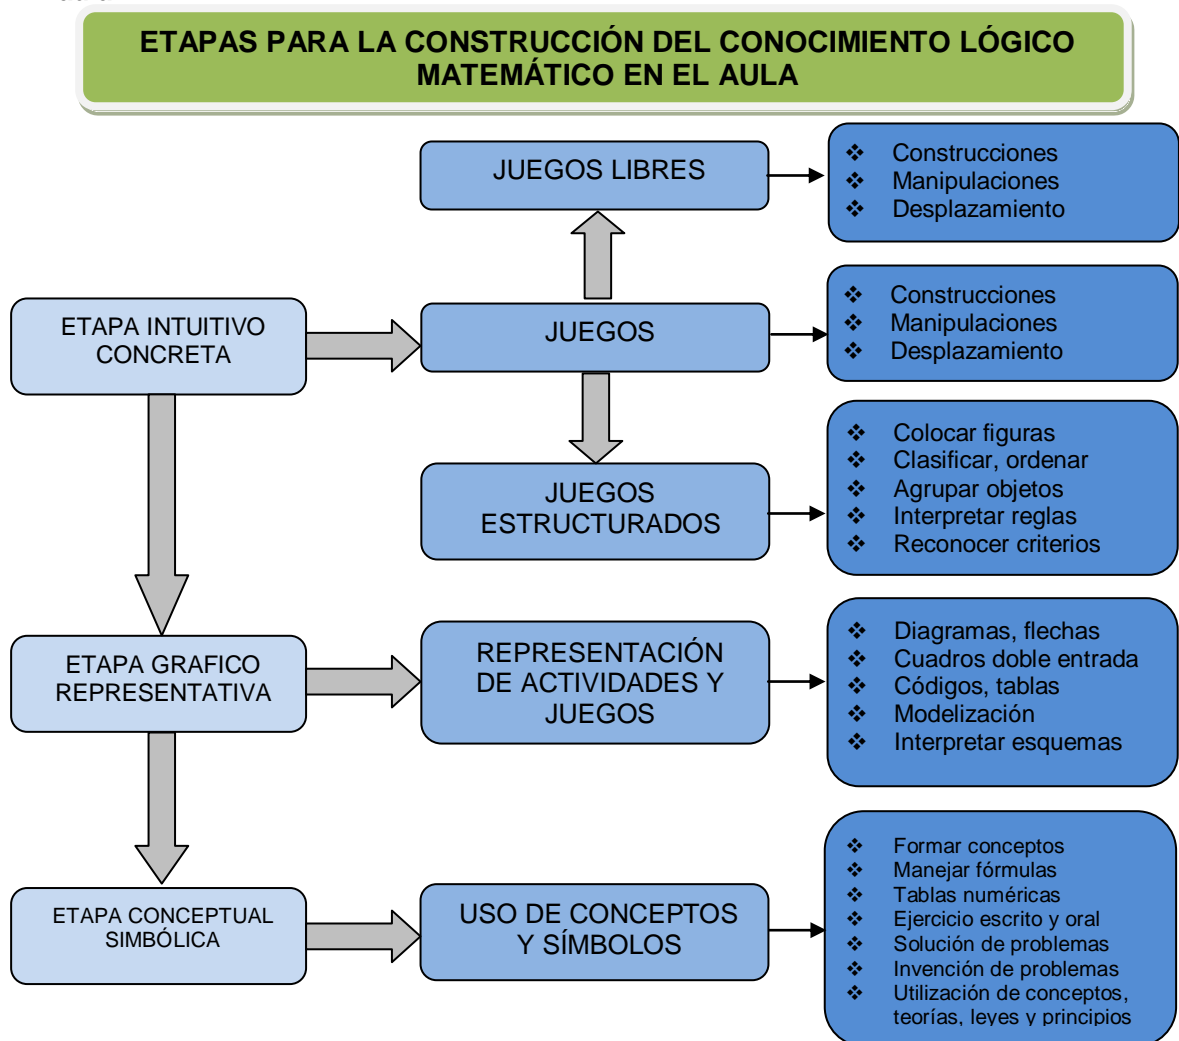 ETAPAS PARA LA CONSTRUCCIÓN DEL CONOCIMIENTO LÓGICO
MATEMÁTICO EN EL AULA
JUEGOS LIBRES
❖ Construcciones
❖ Manipulaciones
❖ Desplazamiento
ETAPA INTUITIVO
CONCRETA
JUEGOS
❖ Construcciones
❖ Manipulaciones
❖ Desplazamiento
JUEGOS
ESTRUCTURADOS
❖ Colocar figuras
❖ Clasificar, ordenar
❖ Agrupar objetos
❖ Interpretar reglas
❖ Reconocer criterios
ETAPA GRAFICO
REPRESENTATIVA
REPRESENTACIÓN
DE ACTIVIDADES Y
JUEGOS
❖ Diagramas, flechas
❖ Cuadros doble entrada
❖ Códigos, tablas
❖ Modelización
❖ Interpretar esquemas
ETAPA CONCEPTUAL
SIMBÓLICA
USO DE CONCEPTOS
Y SÍMBOLOS
❖ Formar conceptos
❖ Manejar fórmulas
❖ Tablas numéricas
❖ Ejercicio escrito y oral
❖ Solución de problemas
❖ Invención de problemas
❖ Utilización de conceptos,
teorías, leyes y principios